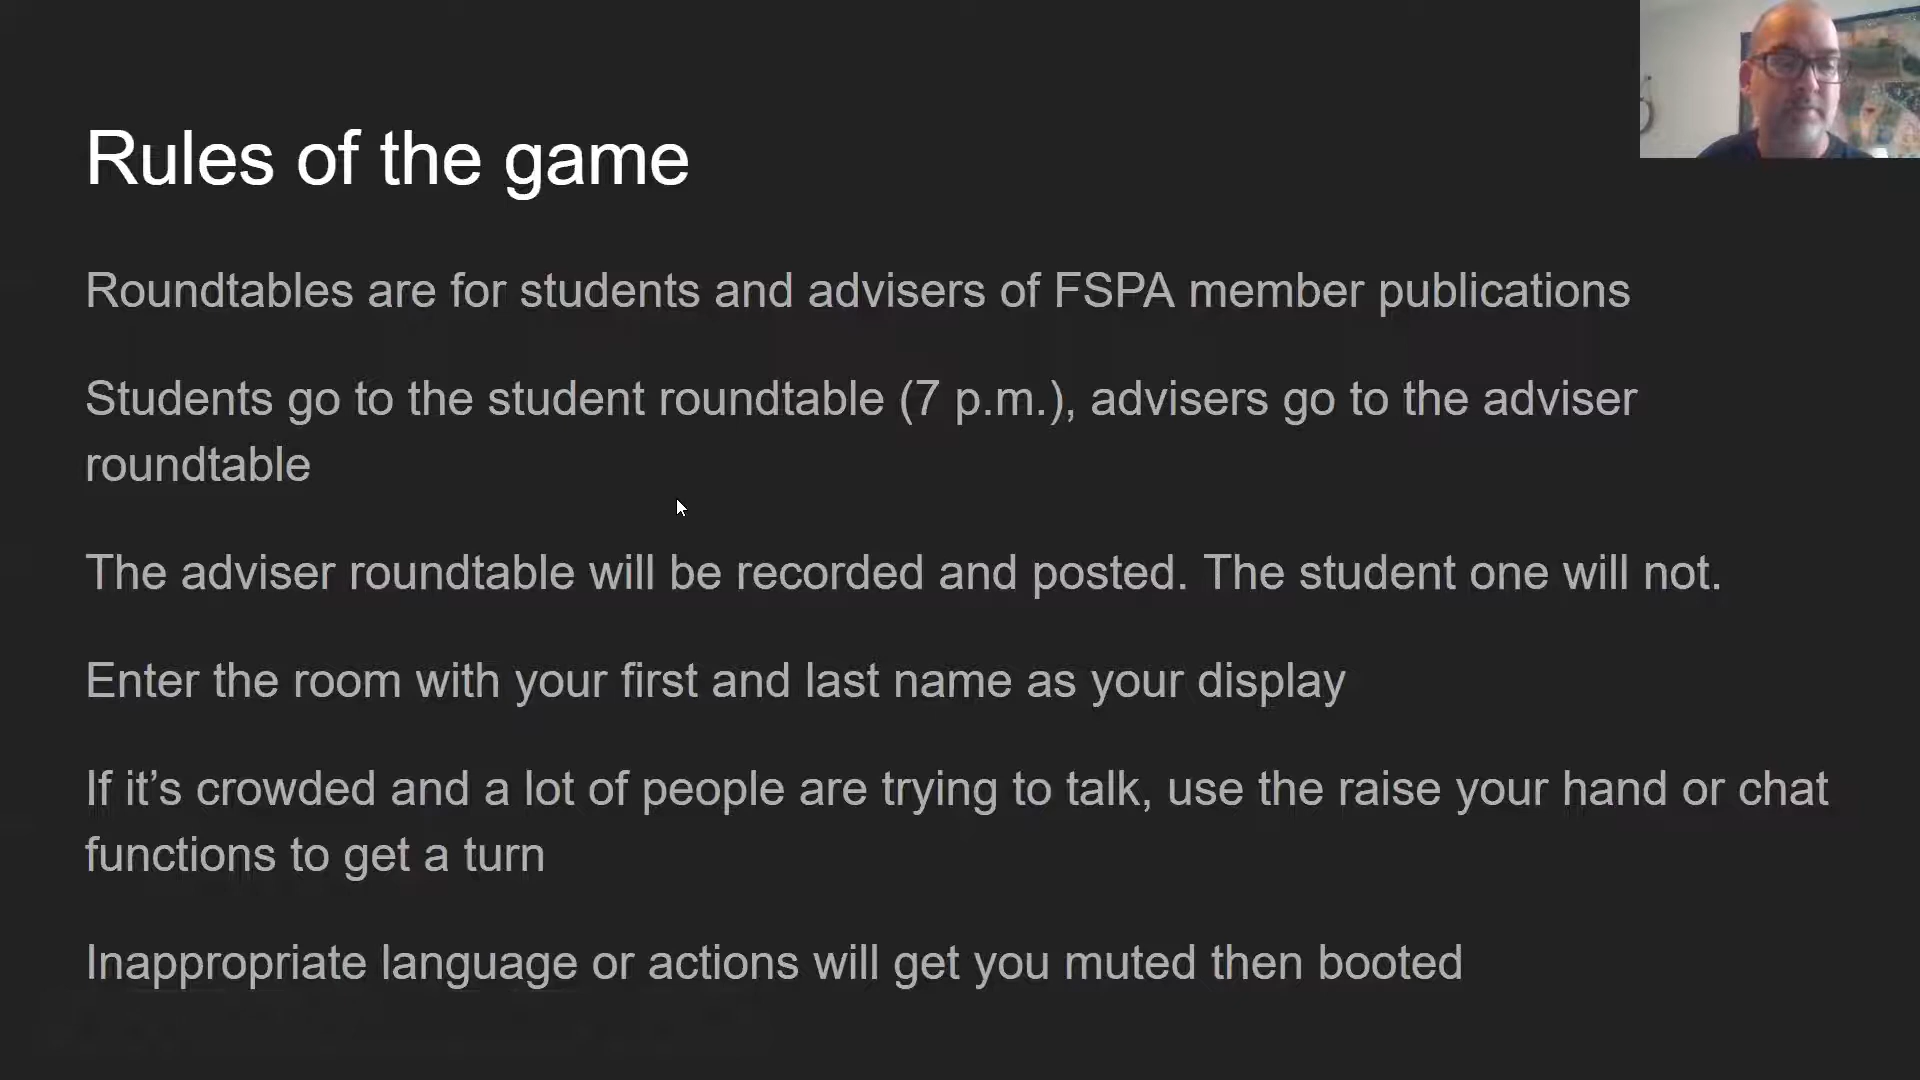 Rules of the game
Roundtables are for students and advisers of FSPA member publications
Students go to the student roundtable (7 p.m.), advisers go to the adviser
roundtable
The adviser roundtable will be recorded and posted. The student one will not.
Enter the room with your first and last name as your display
If it’s crowded and a lot of people are trying to talk, use the raise your hand or chat
functions to get a turn
Inappropriate language or actions will get you muted then booted